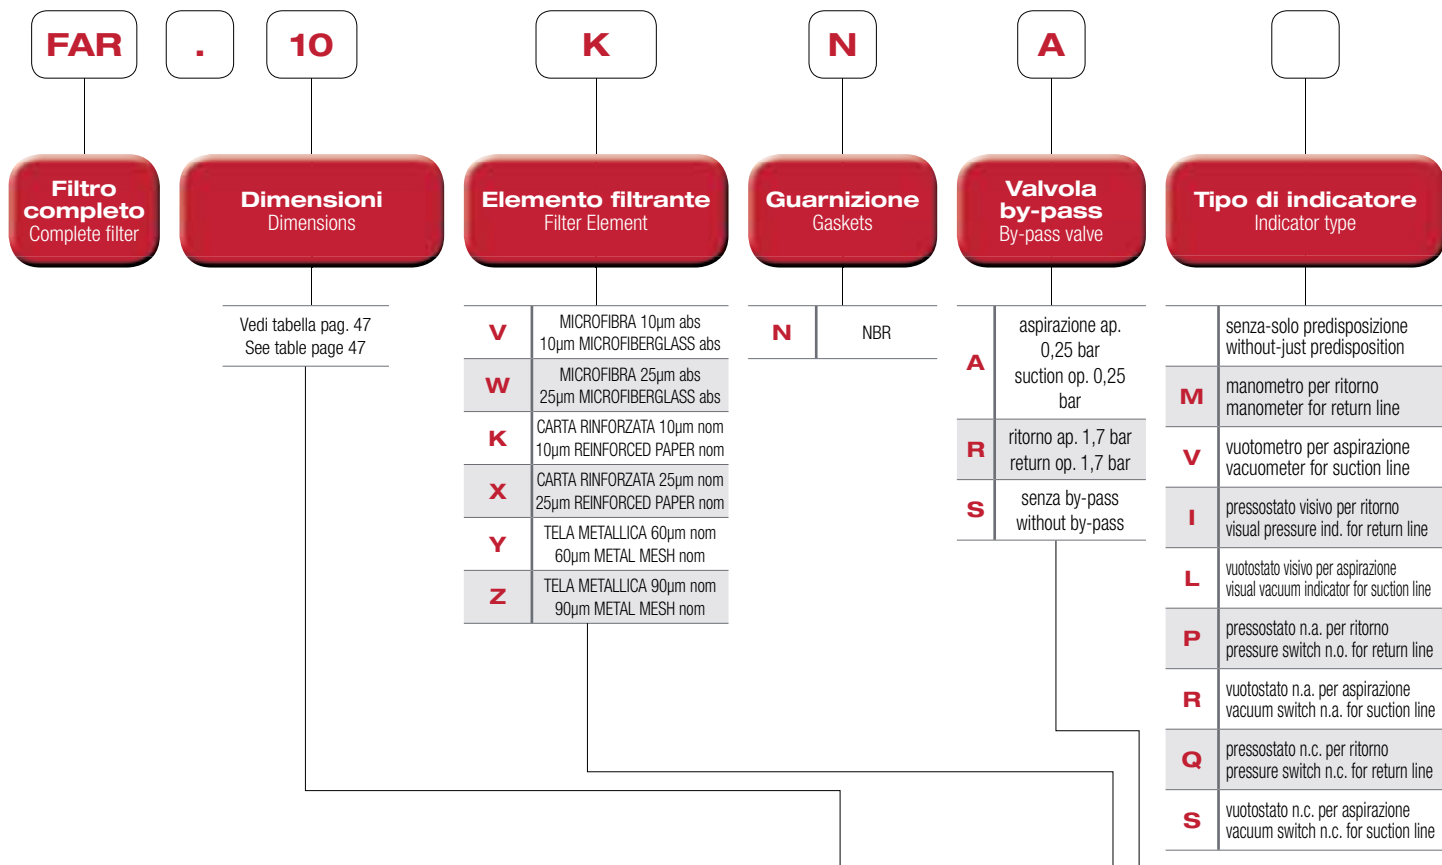 FAR . 10 K N A
Filtro
completo
Complete filter
Dimensioni
Dimensions
Elemento filtrante
Filter Element
Guarnizione
Gaskets
Valvola
by-pass
By-pass valve
Tipo di indicatore
Indicator type
Vedi tabella pag. 47
See table page 47
V MICROFIBRA 10µm abs
10µm MICROFIBERGLASS abs
W MICROFIBRA 25µm abs
25µm MICROFIBERGLASS abs
K CARTA RINFORZATA 10µm nom
10µm REINFORCED PAPER nom
X CARTA RINFORZATA 25µm nom
25µm REINFORCED PAPER nom
Y TELA METALLICA 60µm nom
60µm METAL MESH nom
Z TELA METALLICA 90µm nom
90µm METAL MESH nom
N NBR
A aspirazione ap.
0,25 bar
suction op. 0,25
bar
R ritorno ap. 1,7 bar
return op. 1,7 bar
S senza by-pass
without by-pass
senza-solo predisposizione
without-just predisposition
M manometro per ritorno
manometer for return line
V vuotometro per aspirazione
vacuometer for suction line
I pressostato visivo per ritorno
visual pressure ind. for return line
L vuotostato visivo per aspirazione
visual vacuum indicator for suction line
P pressostato n.a. per ritorno
pressure switch n.o. for return line
R vuotostato n.a. per aspirazione
vacuum switch n.a. for suction line
Q pressostato n.c. per ritorno
pressure switch n.c. for return line
S vuotostato n.c. per aspirazione
vacuum switch n.c. for suction line